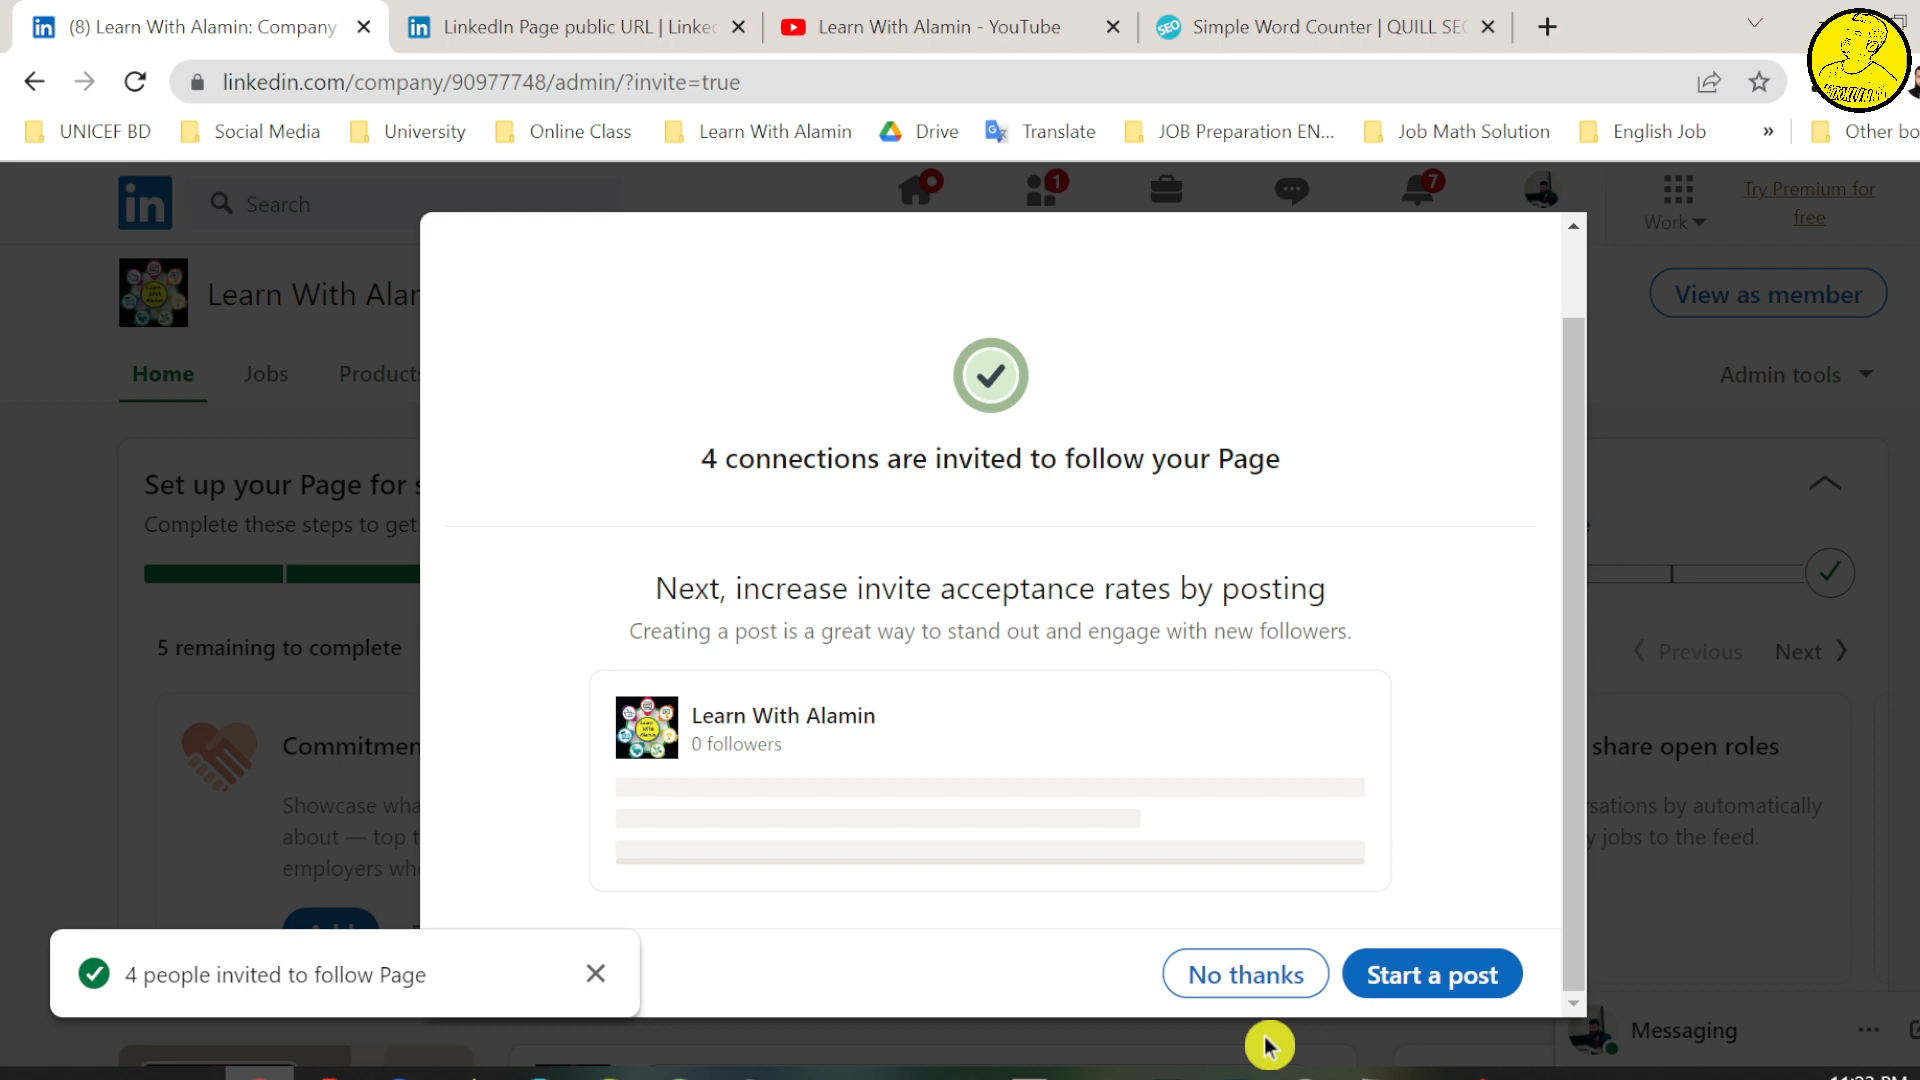 (8) Learn With Alamin: Company
LinkedIn Page public URL | Linke
Learn With Alamin - YouTube
Simple Word Counter | QUILL SE
linkedin.com/company/90977748/admin/?invite=true
UNICEF BD
Social Media
University
Online Class
Learn With Alamin
Drive
Translate
JOB Preparation EN...
Job Math Solution
English Job
»
Other bo
in
Search
1
7
Work
Try Premium for
free
Learn With Alar
View as member
Home
Jobs
Products
Admin tools
4 connections are invited to follow your Page
Set up your Page for s
Complete these steps to get
Next, increase invite acceptance rates by posting
Creating a post is a great way to stand out and engage with new followers.
5 remaining to complete
Previous
Next
Learn With Alamin
0 followers
Commitmen
Showcase wha
about — top t
employers wh
share open roles
sations by automatically
y jobs to the feed.
4 people invited to follow Page
No thanks
Start a post
Messaging